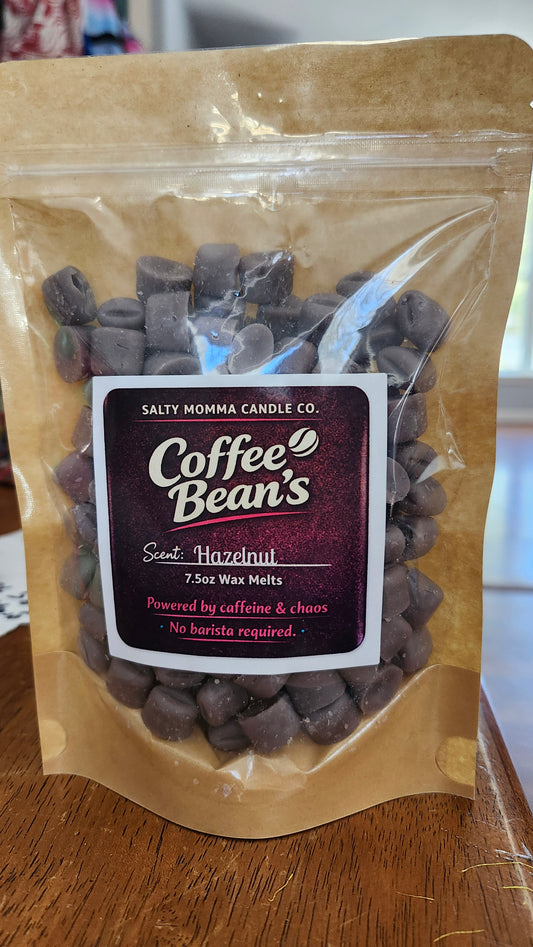 SALTY MOMMA CANDLE CO.
Coffee
Bean's
Scent: Hazelnut
7.5oz Wax Melts
Powered by caffeine & chaos
· No barista required. ·